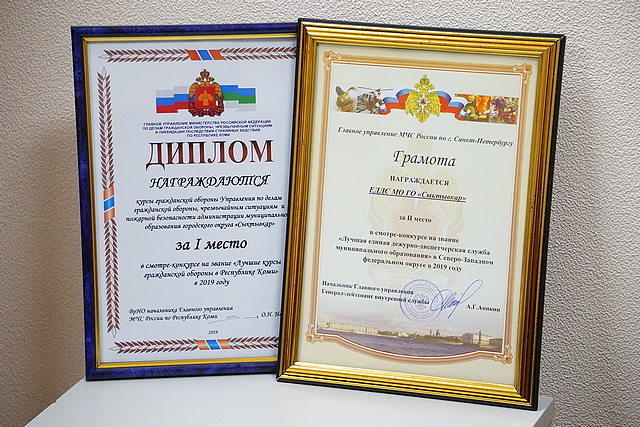 ГЛАВНОЕ УПРАВЛЕНИЕ МИНИСТЕРСТВА РОССИЙСКОЙ ФЕДЕРАЦИИ
ПО ДЕЛАМ ГРАЖДАНСКОЙ ОБОРОНЫ, ЧРЕЗВЫЧАЙНЫМ СИТУАЦИЯМ
И ЛИКВИДАЦИИ ПОСЛЕДСТВИЙ СТИХИЙНЫХ БЕДСТВИЙ
ПО РЕСПУБЛИКЕ КОМИ
ДИПЛОМ
НАГРАЖДАЮТСЯ
курсы гражданской обороны Управления по делам
гражданской обороны, чрезвычайным ситуациям и
пожарной безопасности администрации муниципально
образования городского округа «Сыктывкар»
за I место
в смотре-конкурсе на звание «Лучшие курсы
гражданской обороны в Республике Коми»
в 2019 году
ВрИО начальника Главного управления
МЧС России по Республике Коми
О.Н.
2019
Главное управление МЧС России по г. Санкт-Петербургу
Грамота
НАГРАЖДАЕТСЯ
ЕДДС МО ГО «Сыктывкар»
за II место
в смотре-конкурсе на звание
«Лучшая единая дежурно-диспетчерская служба
муниципального образования» в Северо-Западном
федеральном округе в 2019 году
Начальник Главного управления
Генерал-лейтенант внутренней службы
А.Г.Аникин